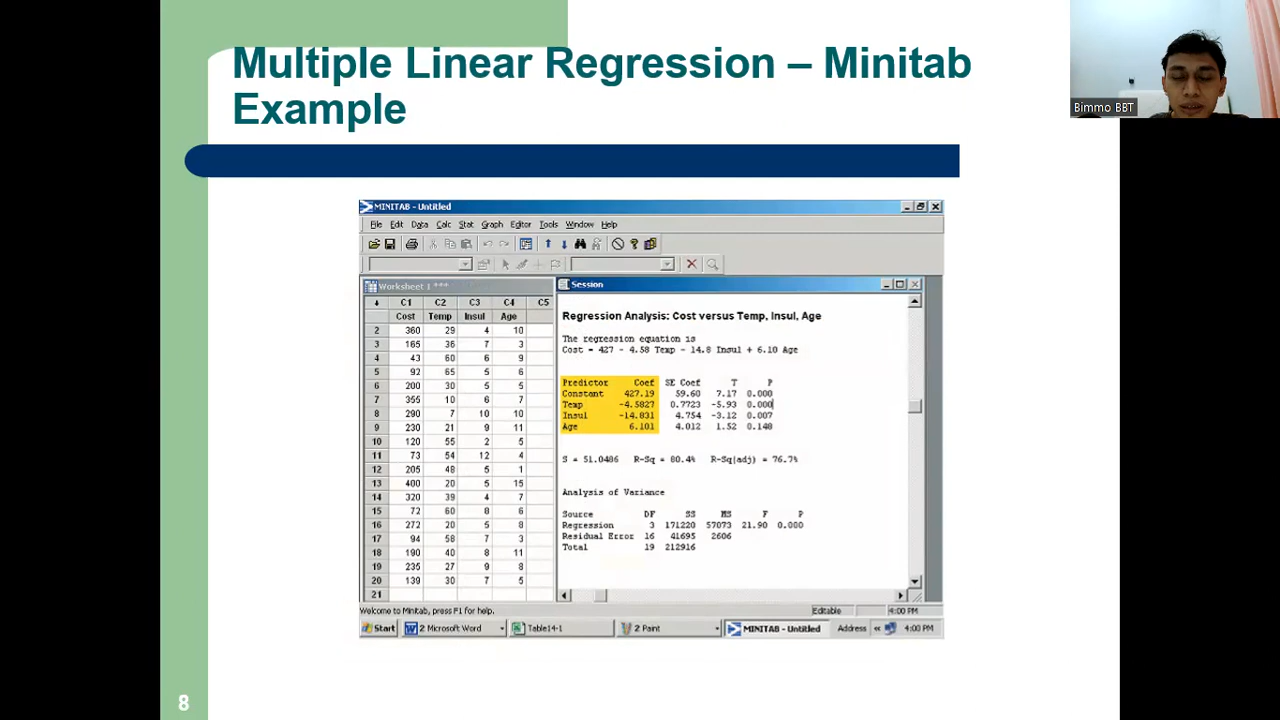 Multiple Linear Regression – Minitab
Example
Bimmo BBT
MINITAB - Untitled
File Edit Data Calc Stat Graph Editor Tools Window Help
Worksheet 1 ***
C1 C2 C3 C4 C5
Cost Temp Insul Age
2 360 29 4 10
3 165 36 7 3
4 43 60 6 9
5 92 65 5 6
6 200 30 5 5
7 355 10 6 7
8 290 7 10 10
9 230 21 9 11
10 120 55 2 5
11 73 54 12 4
12 205 48 5 1
13 400 20 5 15
14 320 39 4 7
15 72 60 8 6
16 272 20 5 8
17 94 58 7 3
18 190 40 8 11
19 235 27 9 8
20 139 30 7 5
21
Session
Regression Analysis: Cost versus Temp, Insul, Age
The regression equation is
Cost = 427 - 4.58 Temp - 14.8 Insul + 6.10 Age
Predictor Coef SE Coef T P
Constant 427.19 59.60 7.17 0.000
Temp -4.5827 0.7723 -5.93 0.000
Insul -14.831 4.754 -3.12 0.007
Age 6.101 4.012 1.52 0.148
S = 51.0486 R-Sq = 80.4% R-Sq(adj) = 76.7%
Analysis of Variance
Source DF SS MS F P
Regression 3 171220 57073 21.90 0.000
Residual Error 16 41695 2606
Total 19 212916
Welcome to Minitab, press F1 for help. Editable 4:00 PM
Start 2 Microsoft Word Table14-1 2 Paint MINITAB - Untitled Address « 4:00 PM
8